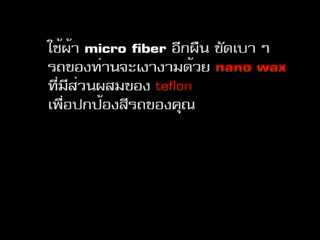 ใช้ผ้า micro fiber อีกผืน ขัดเบา ๆ
รถของท่านจะเงางามด้วย nano wax
ที่มีส่วนผสมของ teflon
เพื่อปกป้องสีรถของคุณ